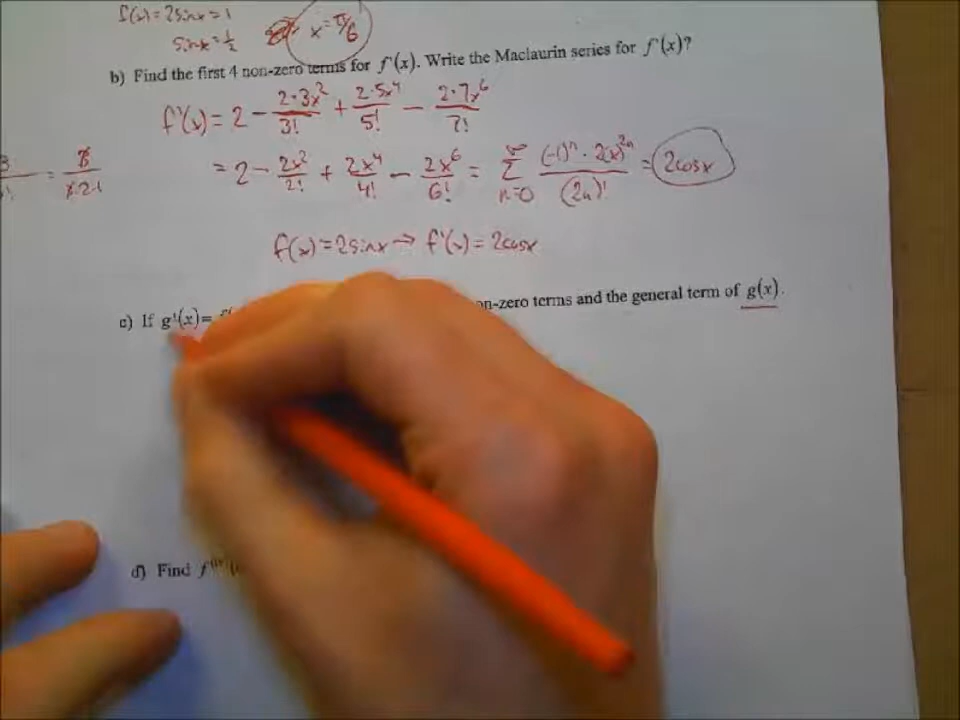 f(x) = 2sinx = 1
sinx = 1/2 x = π/6
b) Find the first 4 non-zero terms for f'(x). Write the Maclaurin series for f'(x)?
f'(x) = 2 - 2·3x²/3! + 2·5x⁴/5! - 2·7x⁶/7!
= 2 - 2x²/2! + 2x⁴/4! - 2x⁶/6! = ∞ Σ n=0 (-1)ⁿ · 2(x)²ⁿ/(2n)! = 2cosx
f(x) = 2sinx → f'(x) = 2cosx
c) If g'(x) = non-zero terms and the general term of g(x).
d) Find